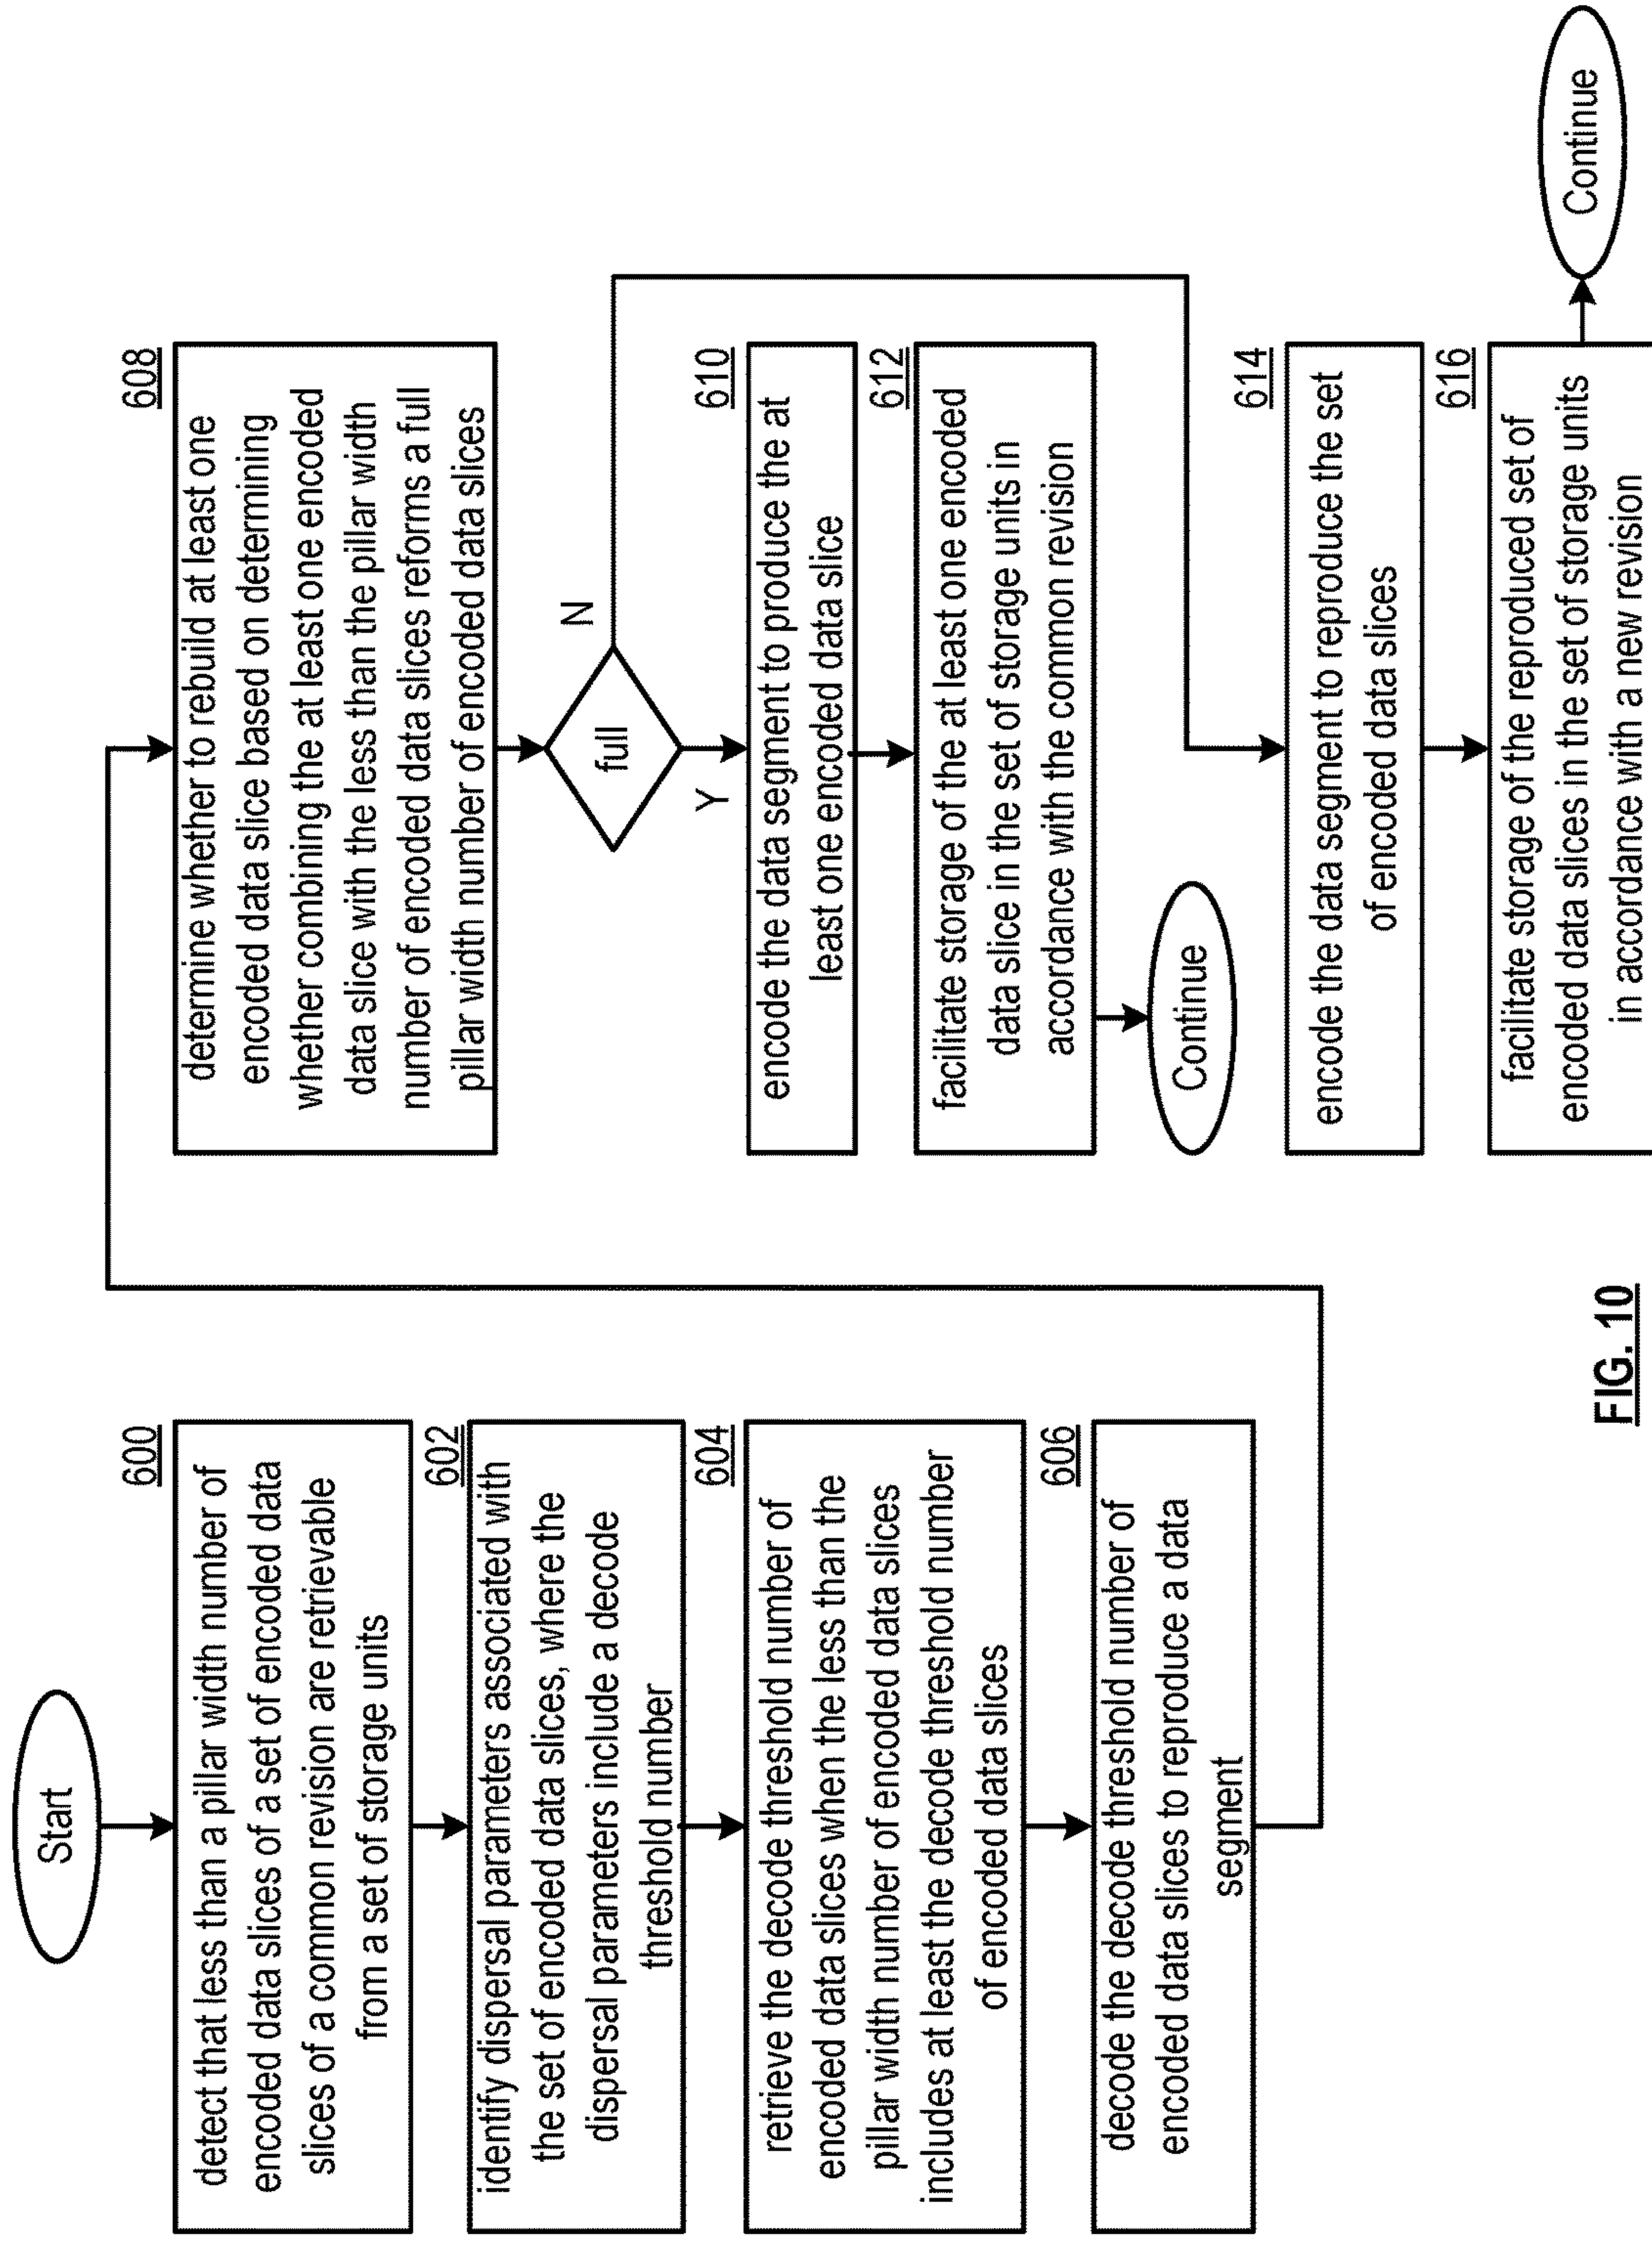 Start
600
detect that less than a pillar width number of
encoded data slices of a set of encoded data
slices of a common revision are retrievable
from a set of storage units
602
identify dispersal parameters associated with
the set of encoded data slices, where the
dispersal parameters include a decode
threshold number
604
retrieve the decode threshold number of
encoded data slices when the less than the
pillar width number of encoded data slices
includes at least the decode threshold number
of encoded data slices
606
decode the decode threshold number of
encoded data slices to reproduce a data
segment
608
determine whether to rebuild at least one
encoded data slice based on determining
whether combining the at least one encoded
data slice with the less than the pillar width
number of encoded data slices reforms a full
pillar width number of encoded data slices
full
N
Y
610
encode the data segment to produce the at
least one encoded data slice
612
facilitate storage of the at least one encoded
data slice in the set of storage units in
accordance with the common revision
Continue
614
encode the data segment to reproduce the set
of encoded data slices
616
facilitate storage of the reproduced set of
encoded data slices in the set of storage units
in accordance with a new revision
Continue
FIG. 10